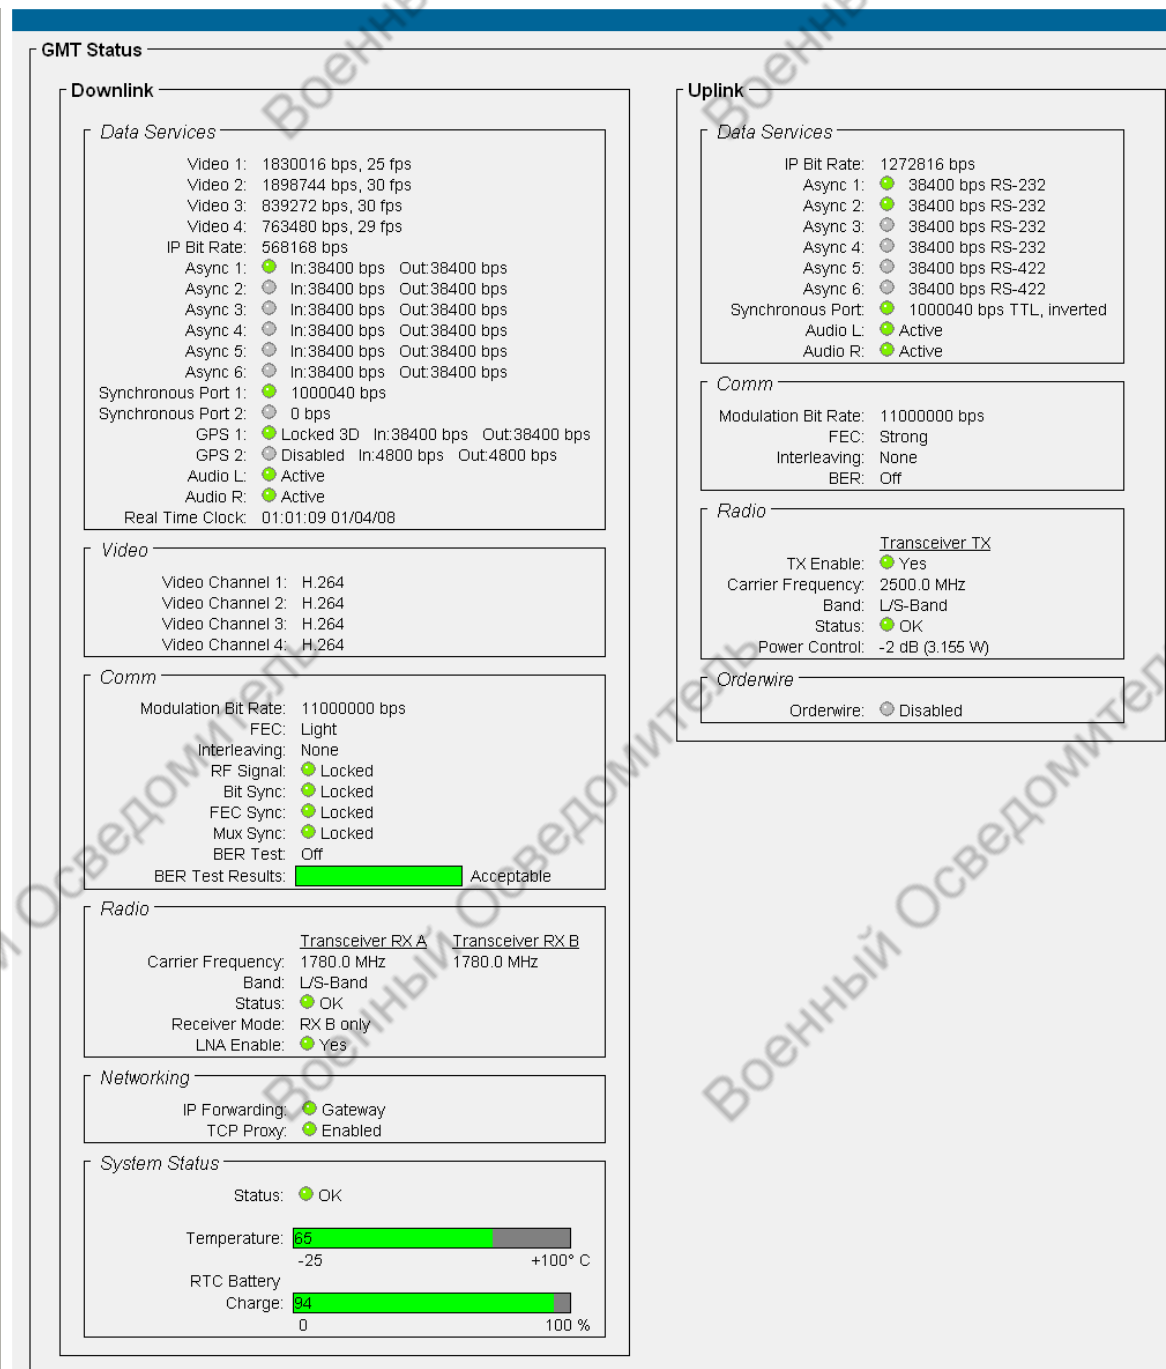 GMT Status
Downlink
Data Services
Video 1: 1830016 bps, 25 fps
Video 2: 1898744 bps, 30 fps
Video 3: 839272 bps, 30 fps
Video 4: 763480 bps, 29 fps
IP Bit Rate: 568168 bps
Async 1: In:38400 bps Out:38400 bps
Async 2: In:38400 bps Out:38400 bps
Async 3: In:38400 bps Out:38400 bps
Async 4: In:38400 bps Out:38400 bps
Async 5: In:38400 bps Out:38400 bps
Async 6: In:38400 bps Out:38400 bps
Synchronous Port 1: 1000040 bps
Synchronous Port 2: 0 bps
GPS 1: Locked 3D In:38400 bps Out:38400 bps
GPS 2: Disabled In:4800 bps Out:4800 bps
Audio L: Active
Audio R: Active
Real Time Clock: 01:01:09 01/04/08
Video
Video Channel 1: H.264
Video Channel 2: H.264
Video Channel 3: H.264
Video Channel 4: H.264
Comm
Modulation Bit Rate: 11000000 bps
FEC: Light
Interleaving: None
RF Signal: Locked
Bit Sync: Locked
FEC Sync: Locked
Mux Sync: Locked
BER Test: Off
BER Test Results: Acceptable
Radio
Transceiver RX A Transceiver RX B
Carrier Frequency: 1780.0 MHz 1780.0 MHz
Band: L/S-Band
Status: OK
Receiver Mode: RX B only
LNA Enable: Yes
Networking
IP Forwarding: Gateway
TCP Proxy: Enabled
System Status
Status: OK
Temperature: 65
-25 +100° C
RTC Battery
Charge: 94
0 100 %
Uplink
Data Services
IP Bit Rate: 1272816 bps
Async 1: 38400 bps RS-232
Async 2: 38400 bps RS-232
Async 3: 38400 bps RS-232
Async 4: 38400 bps RS-232
Async 5: 38400 bps RS-422
Async 6: 38400 bps RS-422
Synchronous Port: 1000040 bps TTL, inverted
Audio L: Active
Audio R: Active
Comm
Modulation Bit Rate: 11000000 bps
FEC: Strong
Interleaving: None
BER: Off
Radio
Transceiver TX
TX Enable: Yes
Carrier Frequency: 2500.0 MHz
Band: L/S-Band
Status: OK
Power Control: -2 dB (3.155 W)
Orderwire
Orderwire: Disabled
Военный Осведомитель
Военный Осведомитель